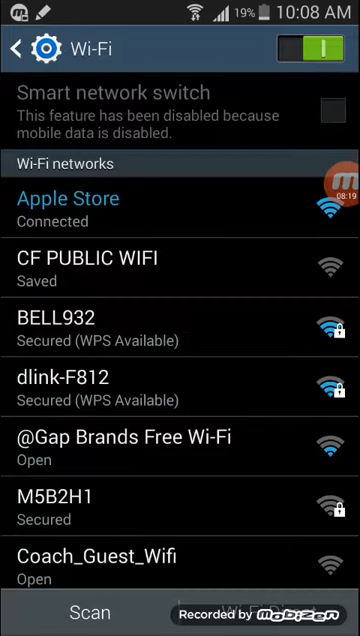 19% 10:08 AM
Wi-Fi
Smart network switch
This feature has been disabled because
mobile data is disabled.
Wi-Fi networks
Apple Store
Connected
08:19
CF PUBLIC WIFI
Saved
BELL932
Secured (WPS Available)
dlink-F812
Secured (WPS Available)
@Gap Brands Free Wi-Fi
Open
M5B2H1
Secured
Coach_Guest_Wifi
Open
Scan
Recorded by mobizen